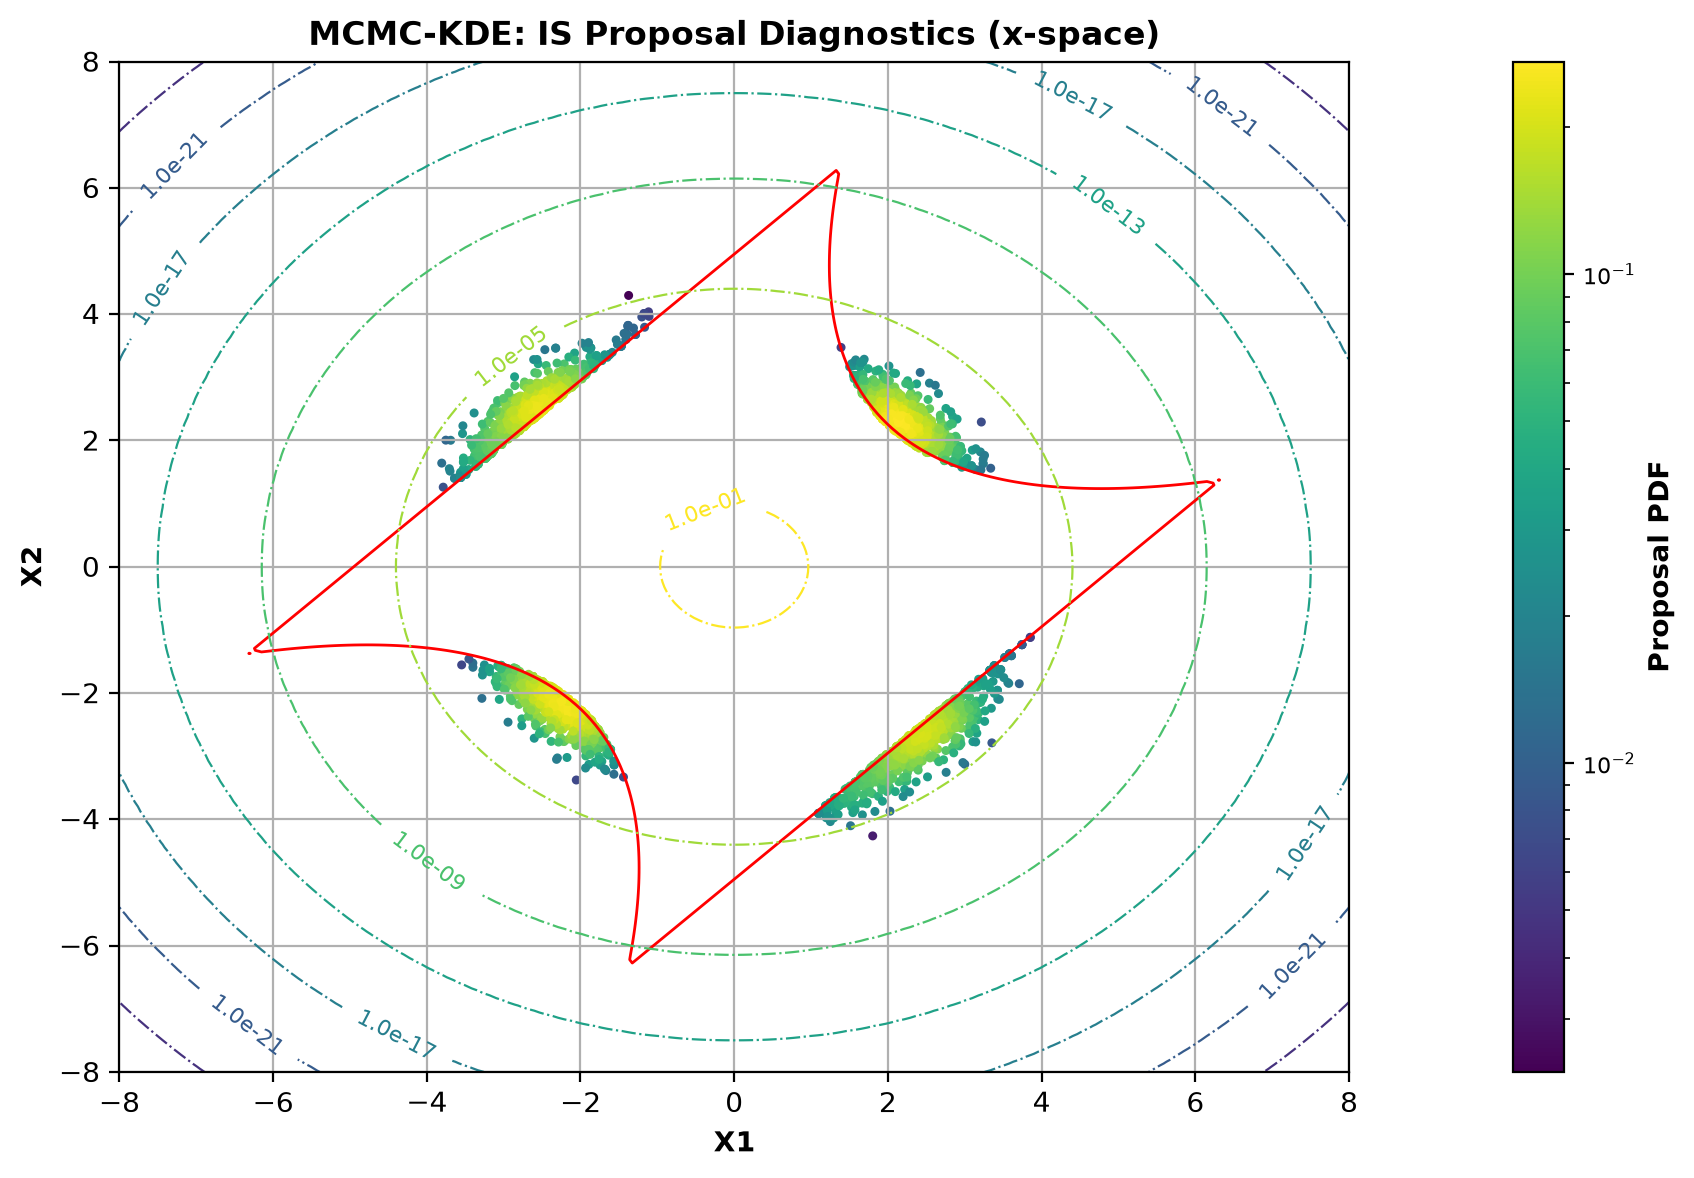 MCMC-KDE: IS Proposal Diagnostics (x-space)
8
6
4
2
0
−2
−4
−6
−8
X2
1.0e-21
1.0e-17
1.0e-17
1.0e-21
1.0e-13
1.0e-05
1.0e-01
1.0e-09
1.0e-17
1.0e-21
1.0e-21
1.0e-17
−8 −6 −4 −2 0 2 4 6 8
X1
10⁻¹
10⁻²
Proposal PDF